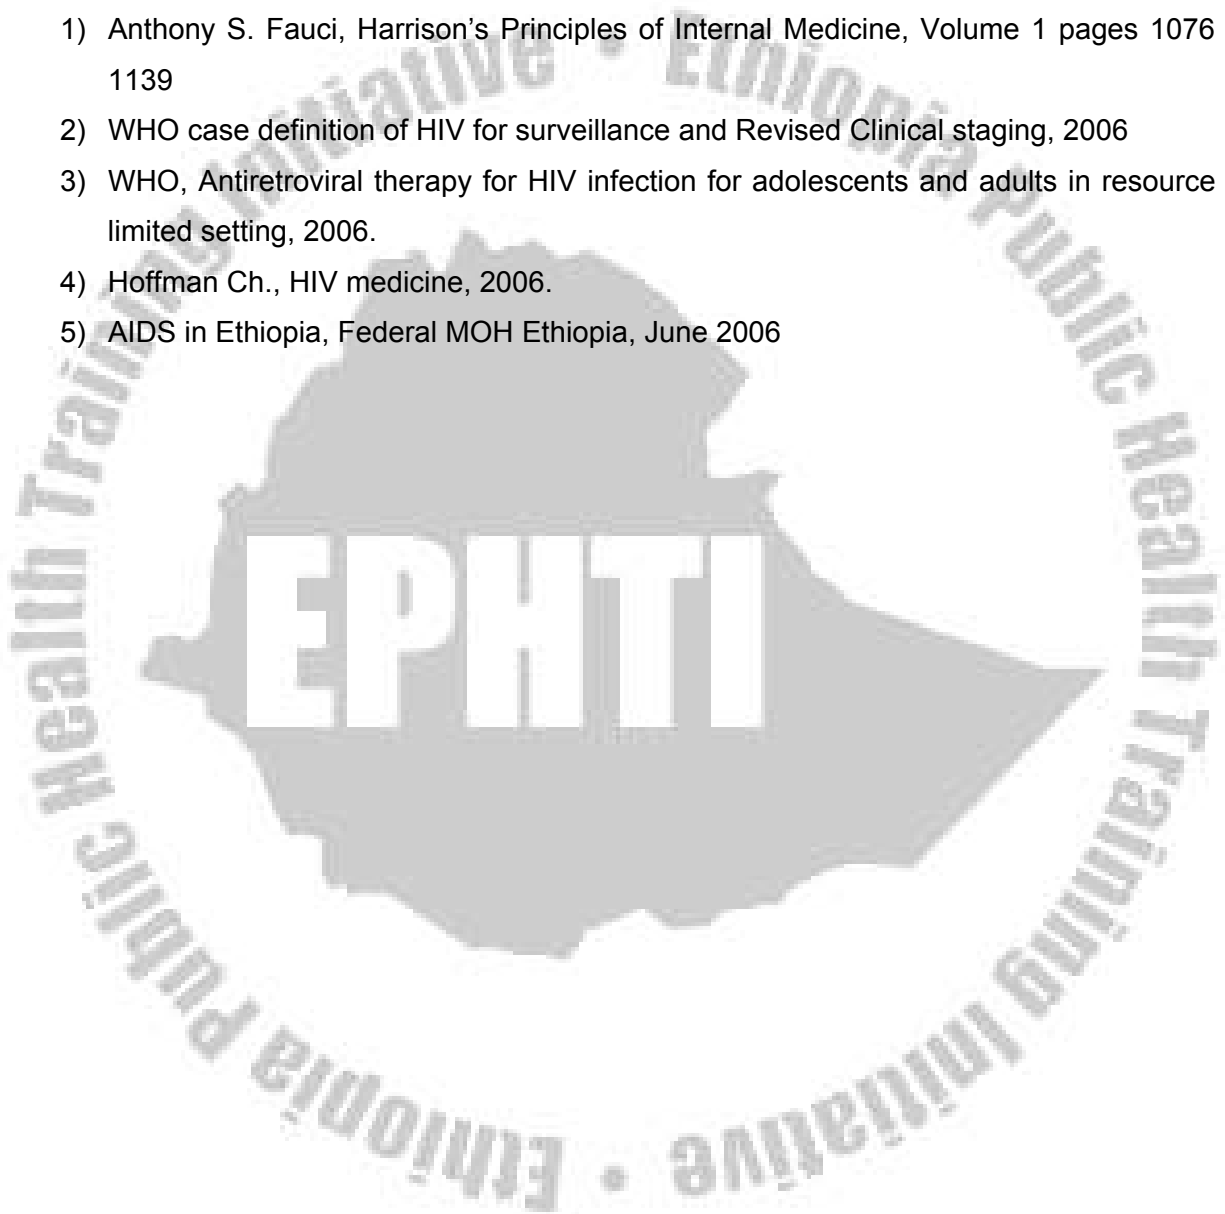 1) Anthony S. Fauci, Harrison’s Principles of Internal Medicine, Volume 1 pages 1076
1139
2) WHO case definition of HIV for surveillance and Revised Clinical staging, 2006
3) WHO, Antiretroviral therapy for HIV infection for adolescents and adults in resource
limited setting, 2006.
4) Hoffman Ch., HIV medicine, 2006.
5) AIDS in Ethiopia, Federal MOH Ethiopia, June 2006
EPHTI
Ethiopia Public Health Training Initiative • Ethiopia Public Health Training Initiative •